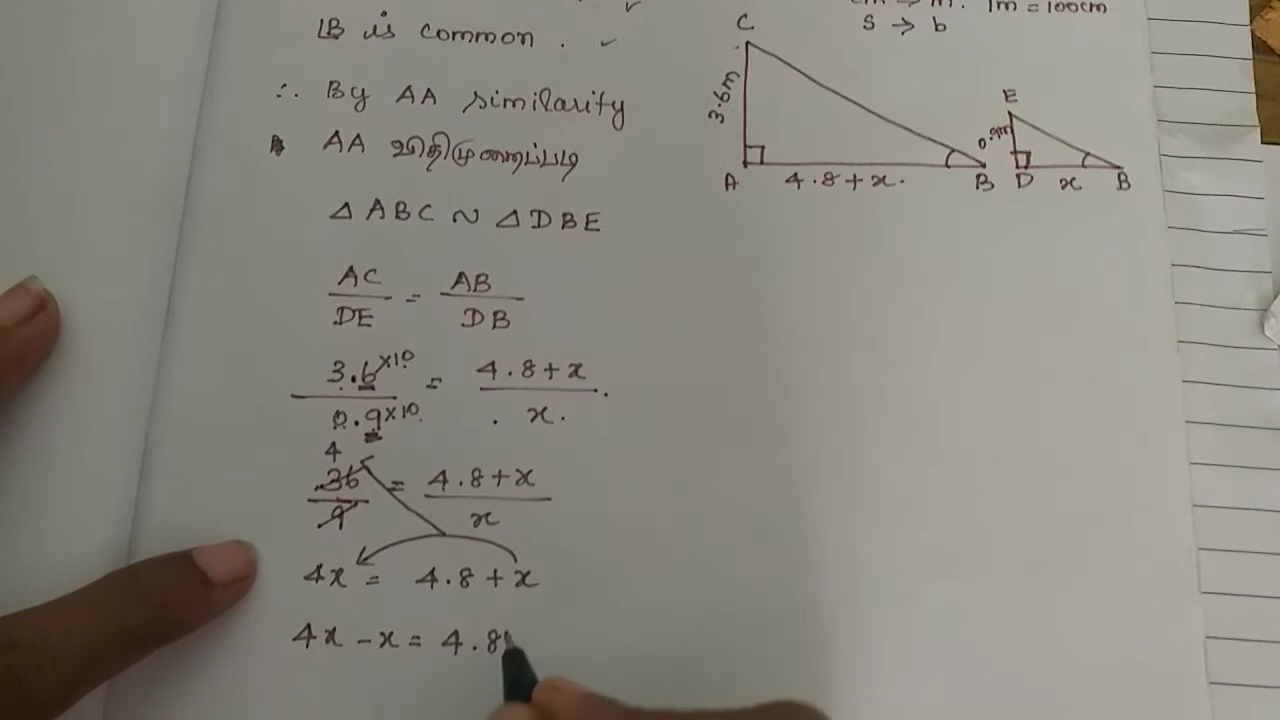 ∟B is common.
∴ By AA similarity
AA விதிமுறைப்படி
△ABC ~ △DBE
AC/DE = AB/DB
3.6×10/0.9×10 = 4.8+x/x.
4
36/9 = 4.8+x/x
4x = 4.8+x
4x - x = 4.8
1m = 100cm
s → b
C
3.6m
A 4.8+x. B
E
0.9m
D x B